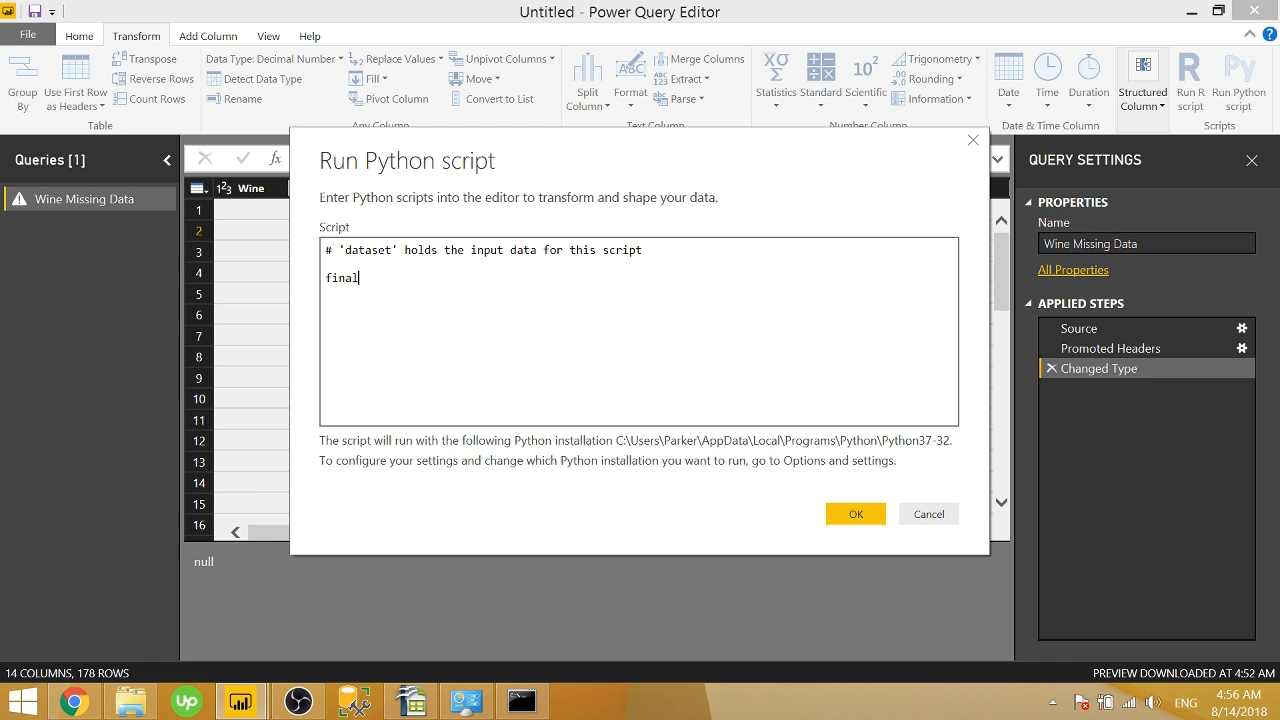 Untitled - Power Query Editor
File Home Transform Add Column View Help
Transpose Data Type: Decimal Number Replace Values Unpivot Columns Merge Columns Trigonometry
Group By Use First Row as Headers Reverse Rows Detect Data Type Fill Move Split Column Format Extract Statistics Standard Scientific Rounding Date Time Duration Structured Column Run R script Run Python script
Count Rows Rename Pivot Column Convert to List Parse Information
Table Any Column Text Column Number Column Date & Time Column Scripts
Queries [1]
Wine Missing Data
fx
1²3 Wine
1
2
3
4
5
6
7
8
9
10
11
12
13
14
15
16
null
Run Python script
Enter Python scripts into the editor to transform and shape your data.
Script
# 'dataset' holds the input data for this script
final
The script will run with the following Python installation C:\Users\Parker\AppData\Local\Programs\Python\Python37-32.
To configure your settings and change which Python installation you want to run, go to Options and settings.
OK Cancel
QUERY SETTINGS
PROPERTIES
Name
Wine Missing Data
All Properties
APPLIED STEPS
Source
Promoted Headers
Changed Type
14 COLUMNS, 178 ROWS
PREVIEW DOWNLOADED AT 4:52 AM
Up
ENG
4:56 AM
8/14/2018